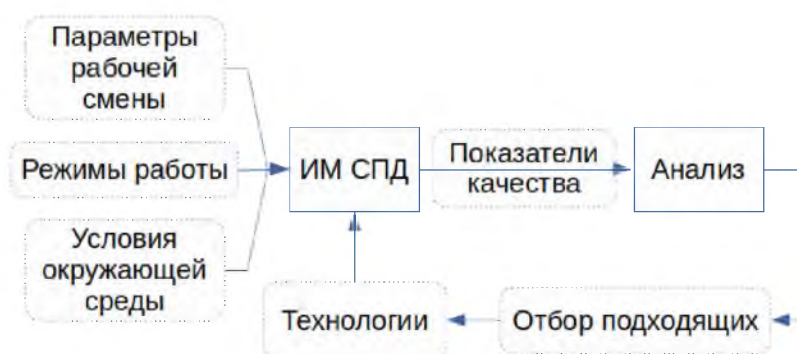 Параметры
рабочей
смены
Режимы работы
ИМ СПД
Показатели
качества
Анализ
Условия
окружающей
среды
Технологии
Отбор подходящих